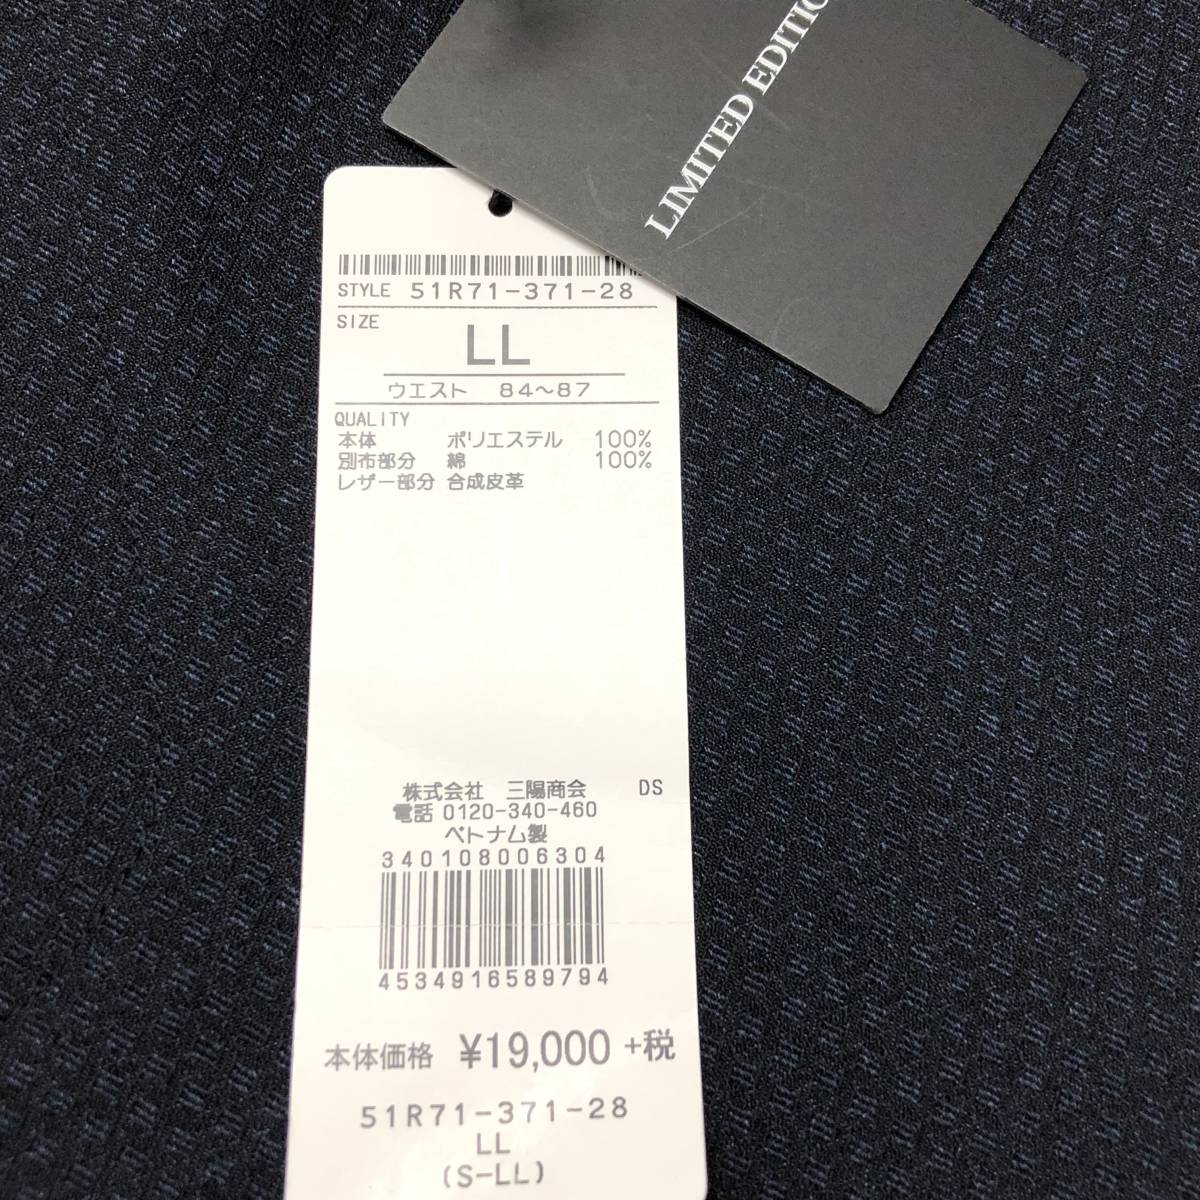 LIMITED EDITIO
STYLE 51R71-371-28
SIZE
LL
ウエスト 84〜87
QUALITY
本体 ポリエステル 100%
別布部分 綿 100%
レザー部分 合成皮革
株式会社 三陽商会 DS
電話 0120-340-460
ベトナム製
340108006304
4534916589794
本体価格 ¥19,000 +税
51R71-371-28
LL
(S-LL)